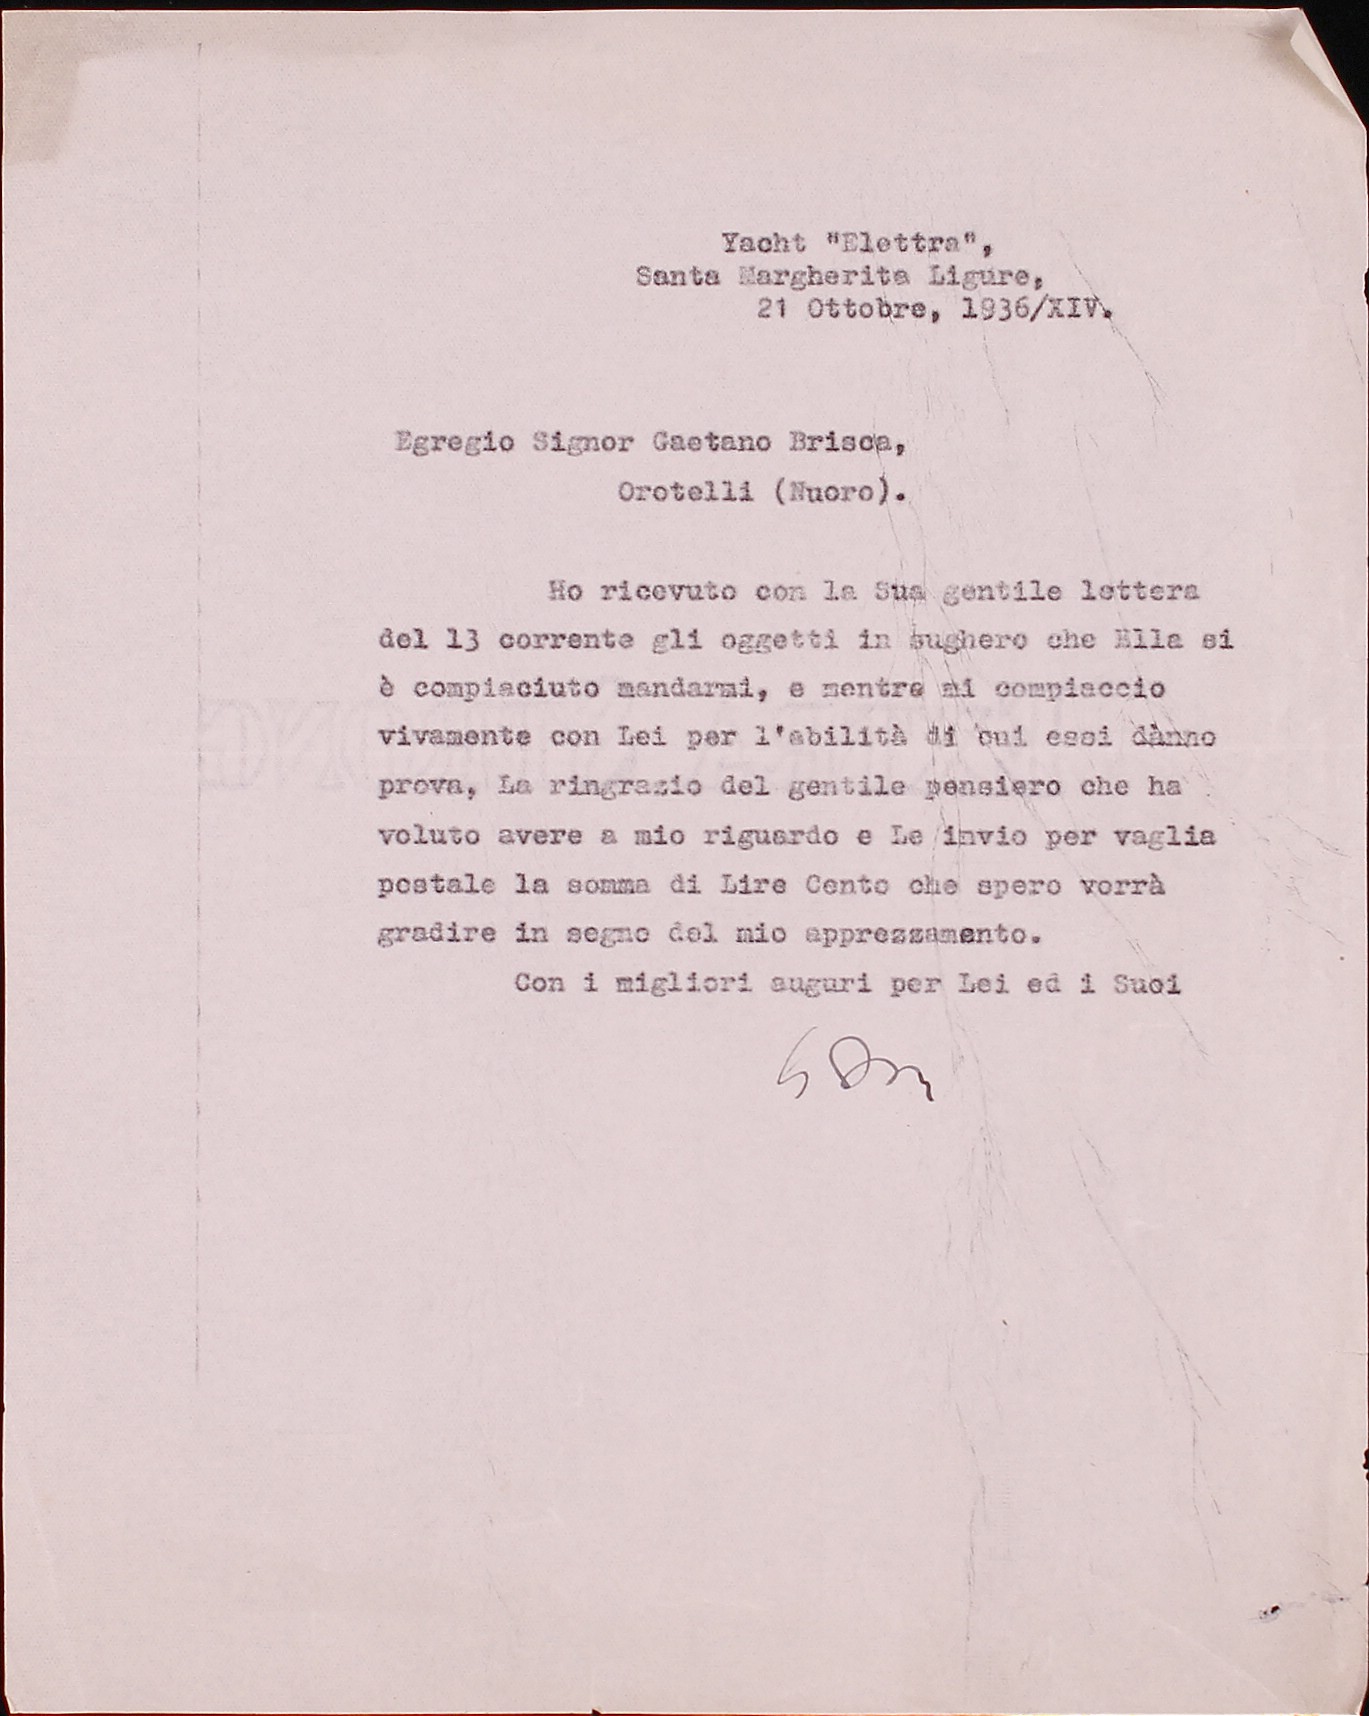 Yacht "Elettra",
Santa Margherita Ligure,
21 Ottobre, 1936/XIV.
Egregio Signor Gaetano Brisca,
Orotelli (Nuoro).
Ho ricevuto con la Sua gentile lettera
del 13 corrente gli oggetti in sughero che Ella si
è compiaciuto mandarmi, e mentre mi compiaccio
vivamente con Lei per l'abilità di cui essi dànno
prova, La ringrazio del gentile pensiero che ha
voluto avere a mio riguardo e Le invio per vaglia
postale la somma di Lire Cento che spero vorrà
gradire in segno del mio apprezzamento.
Con i migliori auguri per Lei ed i Suoi